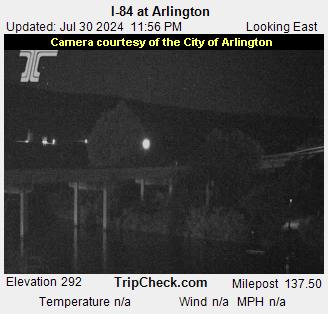 I-84 at Arlington
Updated: Jul 30 2024 11:56 PM Looking East
Camera courtesy of the City of Arlington
Elevation 292 TripCheck.com Milepost 137.50
Temperature n/a Wind n/a MPH n/a